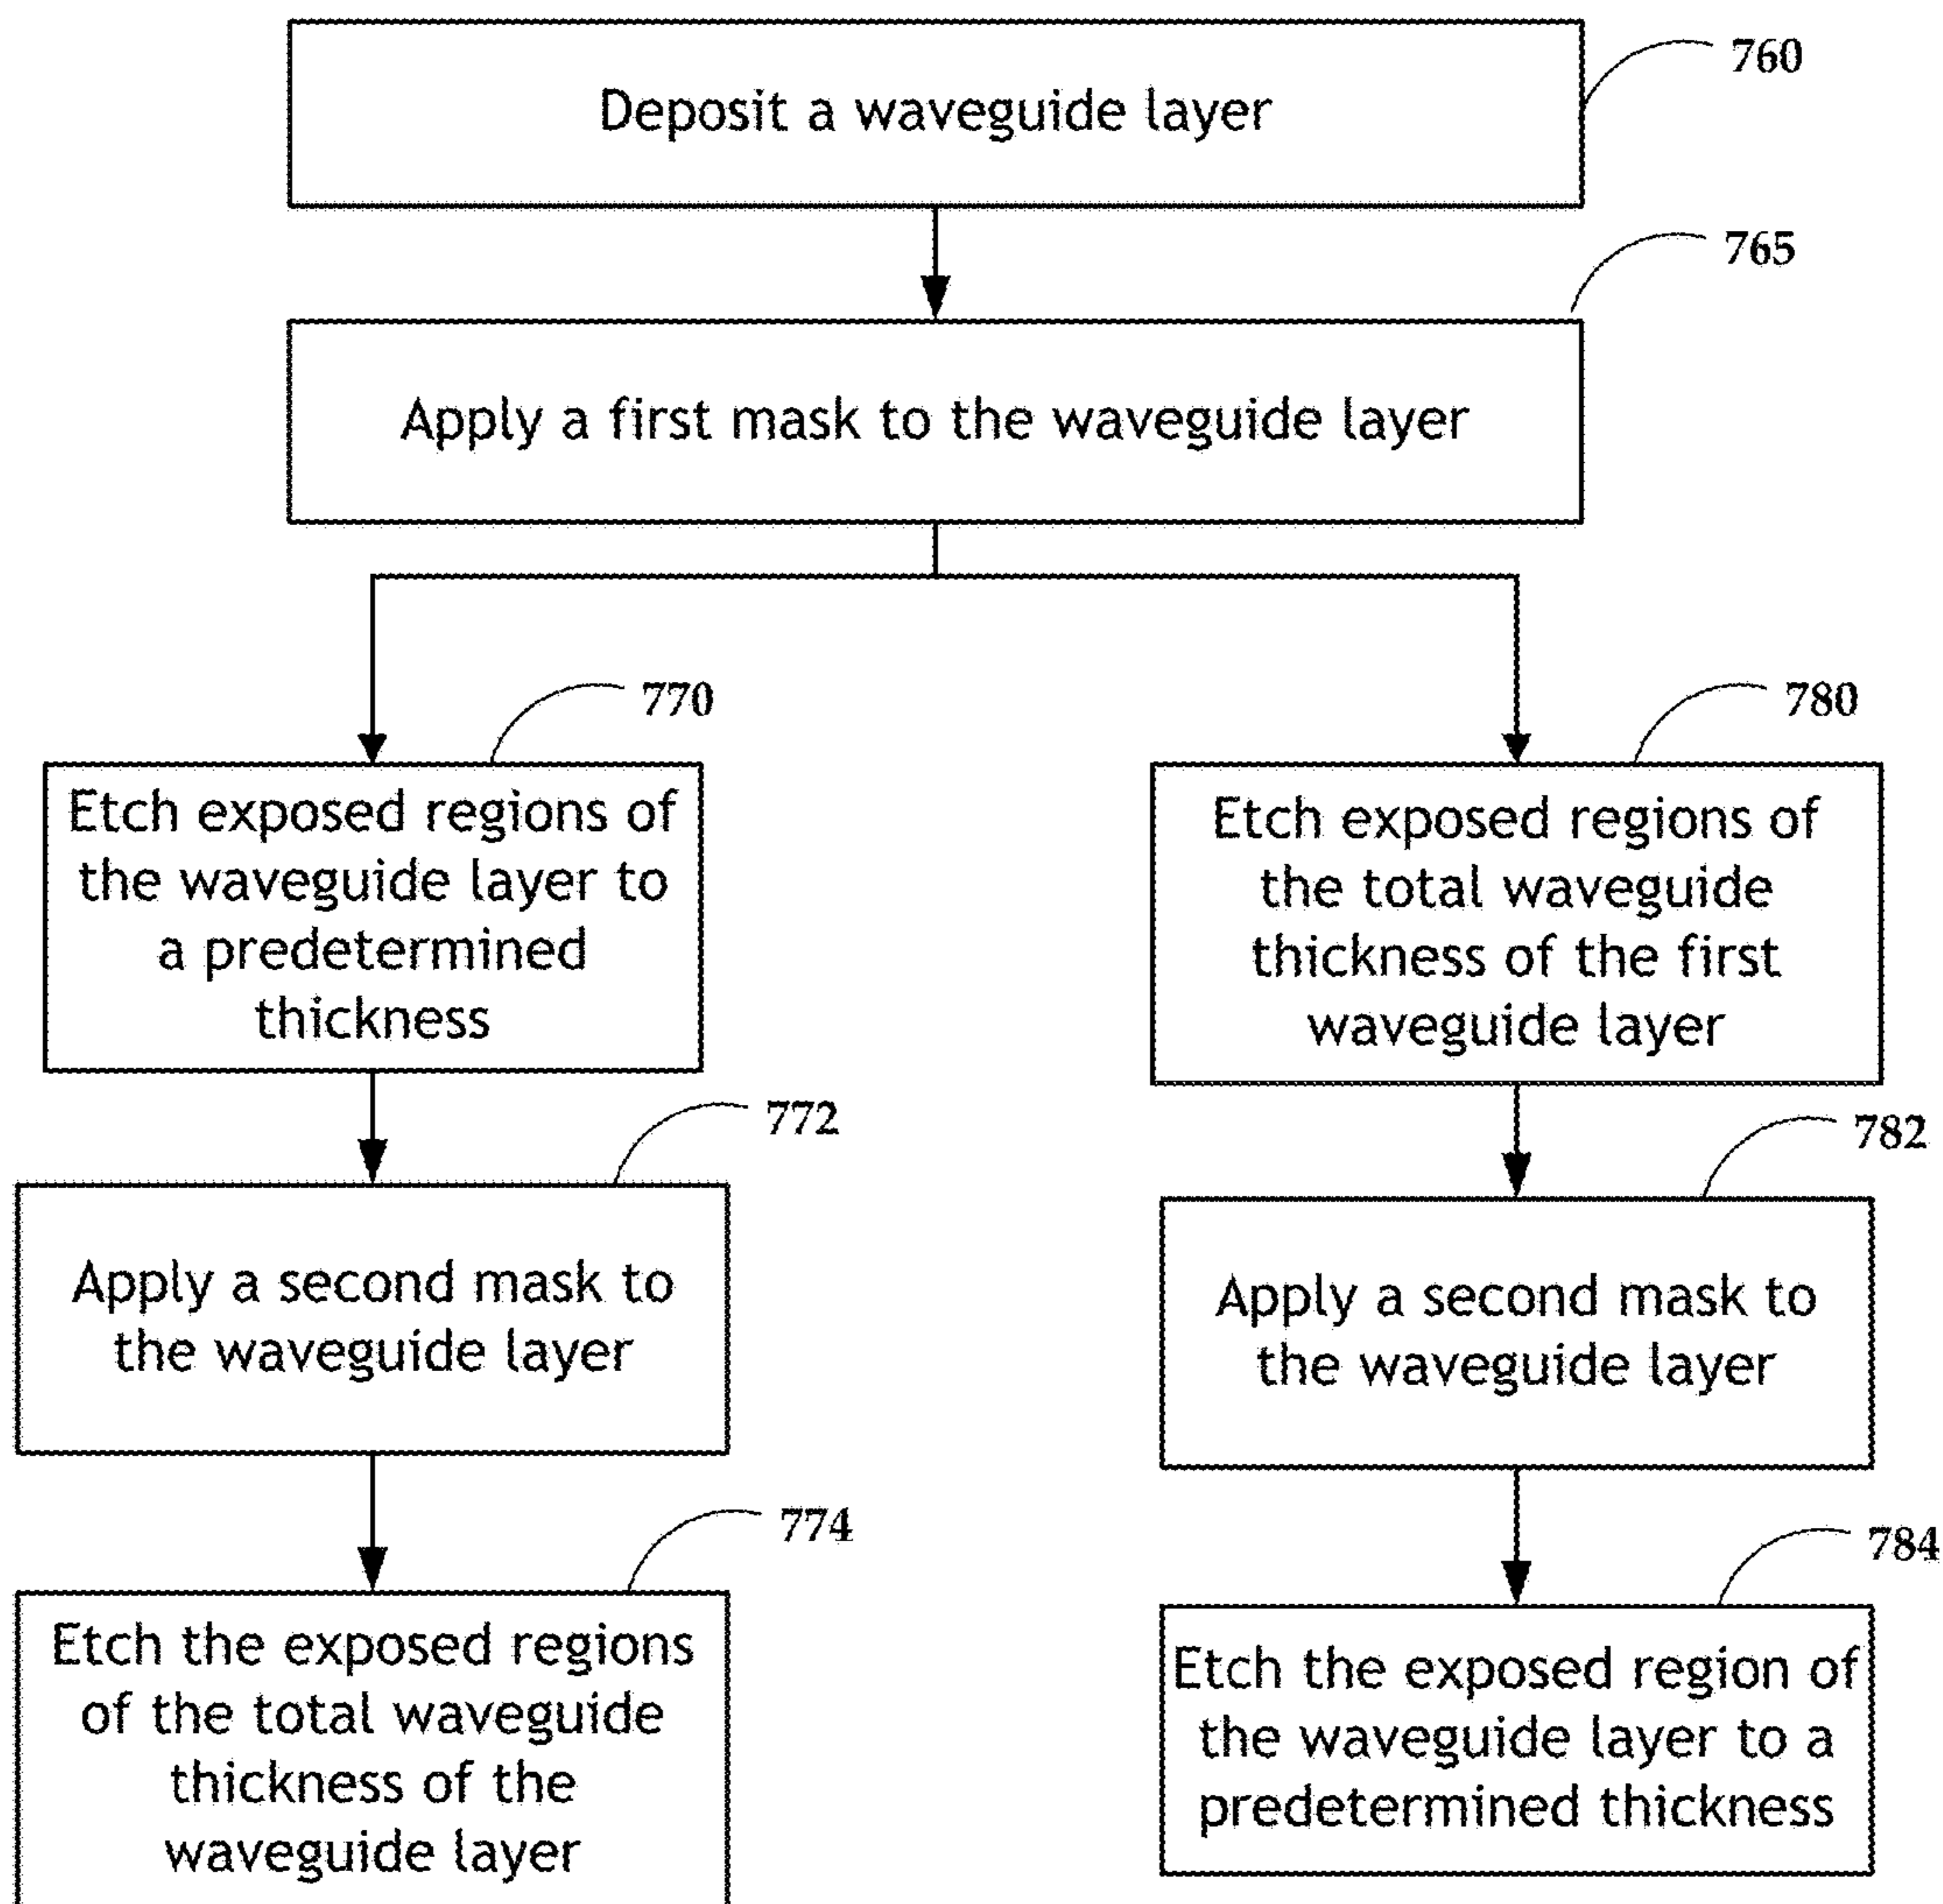 760
Deposit a waveguide layer
765
Apply a first mask to the waveguide layer
770
Etch exposed regions of
the waveguide layer to
a predetermined
thickness
772
Apply a second mask to
the waveguide layer
774
Etch the exposed regions
of the total waveguide
thickness of the
waveguide layer
780
Etch exposed regions of
the total waveguide
thickness of the first
waveguide layer
782
Apply a second mask to
the waveguide layer
784
Etch the exposed region of
the waveguide layer to a
predetermined thickness